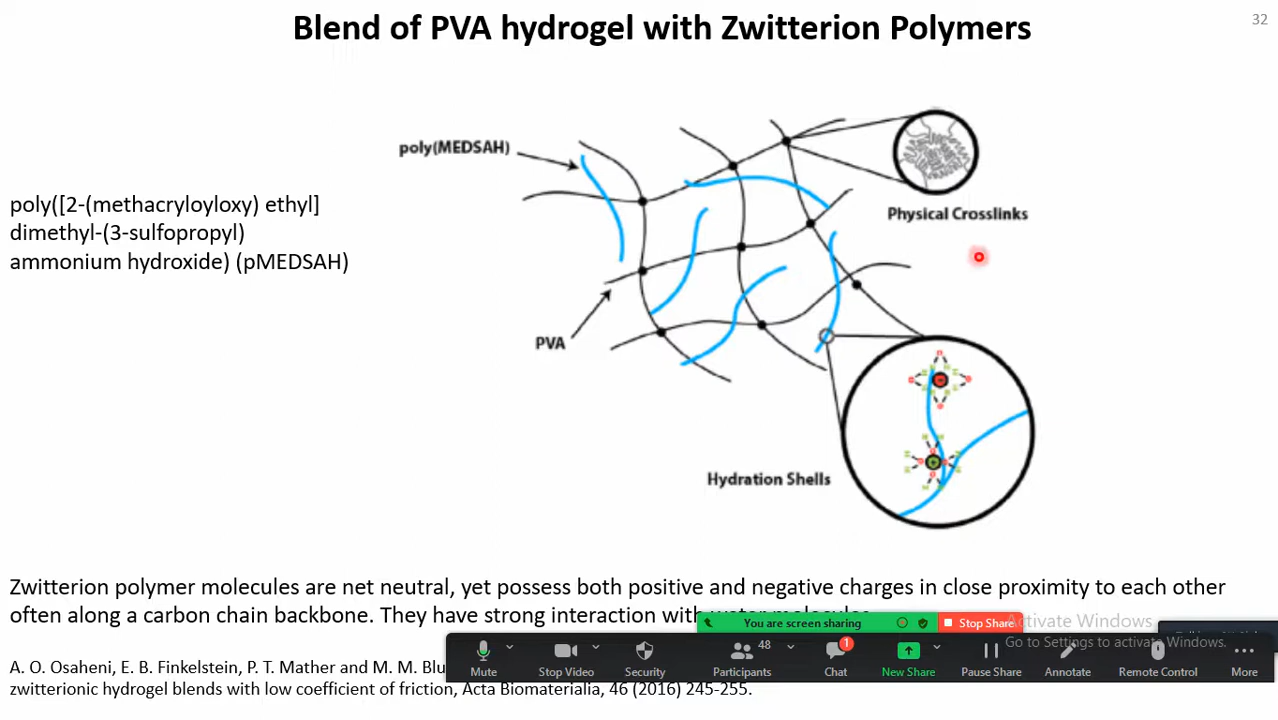 Blend of PVA hydrogel with Zwitterion Polymers
32
poly(MEDSAH)
Physical Crosslinks
poly([2-(methacryloyloxy) ethyl]
dimethyl-(3-sulfopropyl)
ammonium hydroxide) (pMEDSAH)
PVA
Hydration Shells
Zwitterion polymer molecules are net neutral, yet possess both positive and negative charges in close proximity to each other
often along a carbon chain backbone. They have strong interaction with water molecules.
You are screen sharing
Stop Share
Activate Windows
Go to Settings to activate Windows.
A. O. Osaheni, E. B. Finkelstein, P. T. Mather and M. M.
zwitterionic hydrogel blends with low coefficient of friction, Acta Biomaterialia, 46 (2016) 245-255.
48
1
Mute
Stop Video
Security
Participants
Chat
New Share
Pause Share
Annotate
Remote Control
More